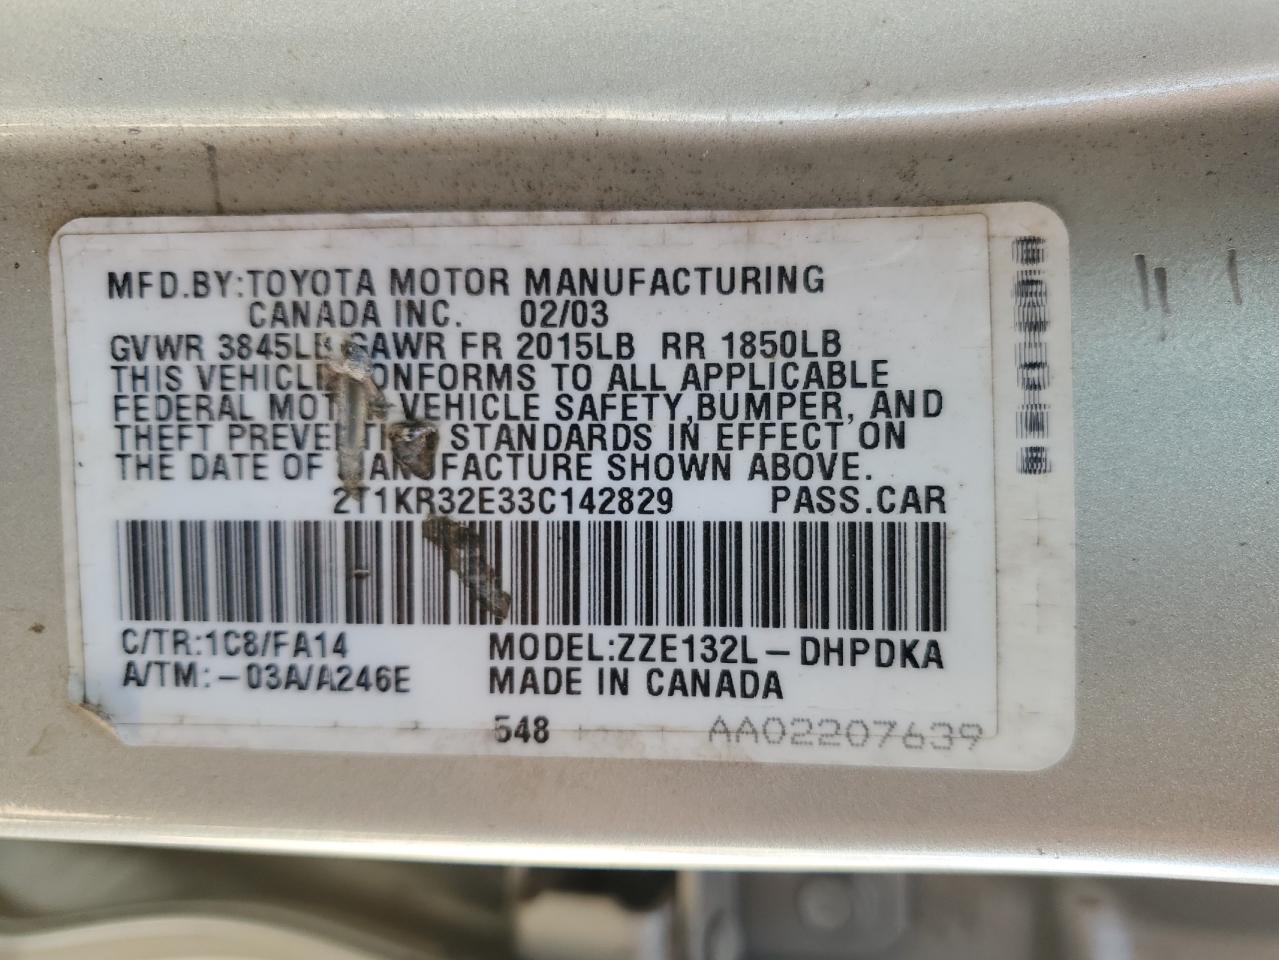 MFD.BY:TOYOTA MOTOR MANUFACTURING
CANADA INC. 02/03
GVWR 3845LB GAWR FR 2015LB RR 1850LB
THIS VEHICLE CONFORMS TO ALL APPLICABLE
FEDERAL MOTOR VEHICLE SAFETY,BUMPER, AND
THEFT PREVENTION STANDARDS IN EFFECT ON
THE DATE OF MANUFACTURE SHOWN ABOVE.
2T1KR32E33C142829 PASS.CAR
C/TR:1C8/FA14 MODEL:ZZE132L-DHPDKA
A/TM:-03A/A246E MADE IN CANADA
548 AA02207639